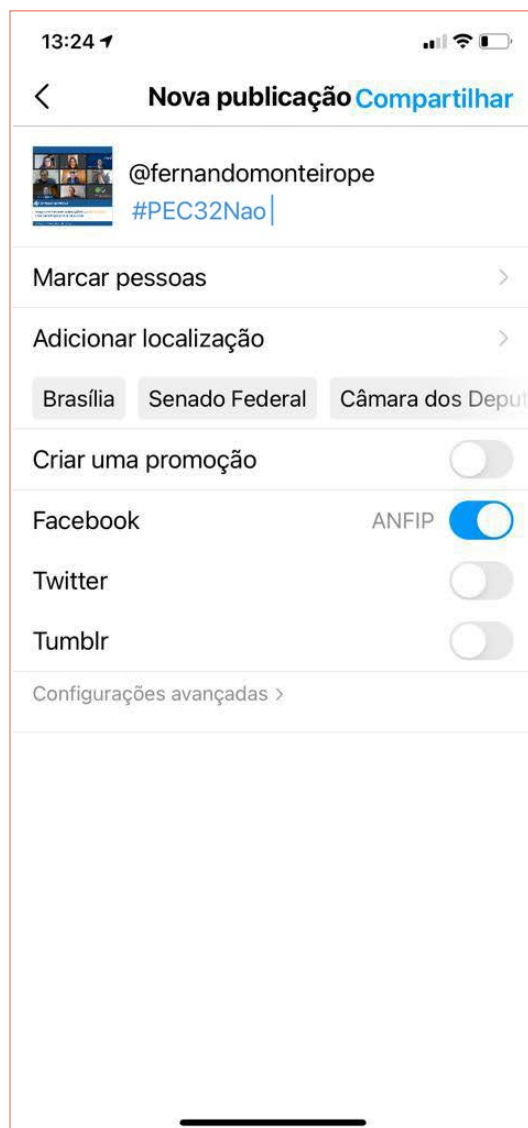 13:24
Nova publicação Compartilhar
@fernandomonteirope
#PEC32Nao
Marcar pessoas
Adicionar localização
Brasília Senado Federal Câmara dos Deput
Criar uma promoção
Facebook ANFIP
Twitter
Tumblr
Configurações avançadas >